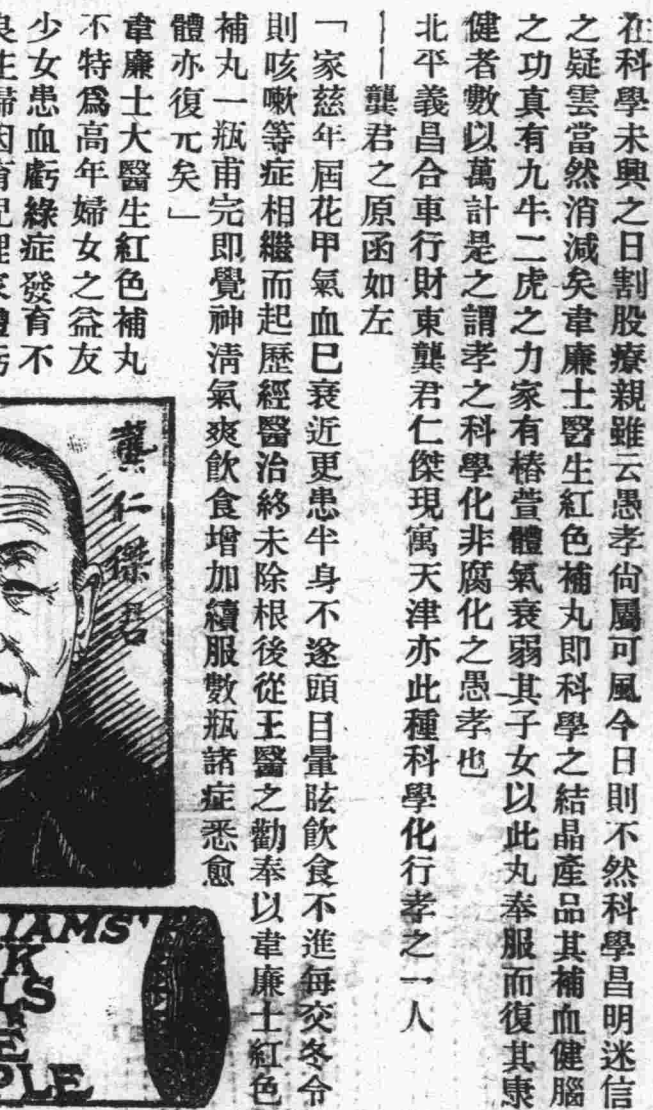 在科學未興之日割股療親雖云愚孝尙屬可風今日則不然科學昌明迷信
之疑雲當然消滅矣韋廉士醫生紅色補丸即科學之結晶產品其補血健腦
之功真有九牛二虎之力家有椿萱體氣衰弱其子女以此丸奉服而復其康
健者數以萬計是之謂孝之科學化非腐化之愚孝也
北平義昌合車行財東龔君仁傑現寓天津亦此種科學化行孝之一人
——龔君之原函如左
「家慈年屆花甲氣血已衰近更患半身不遂頭目暈眩飲食不進每交冬令
則咳嗽等症相繼而起歷經醫治終未除根後從王醫之勸奉以韋廉士紅色
補丸一瓶甫完即覺神淸氣爽飲食增加續服數瓶諸症悉愈
體亦復元矣」
韋廉士大醫生紅色補丸
不特爲高年婦女之益友
少女患血虧綠症發育不
龔仁傑君
IAMS'
K
LS
E
PLE